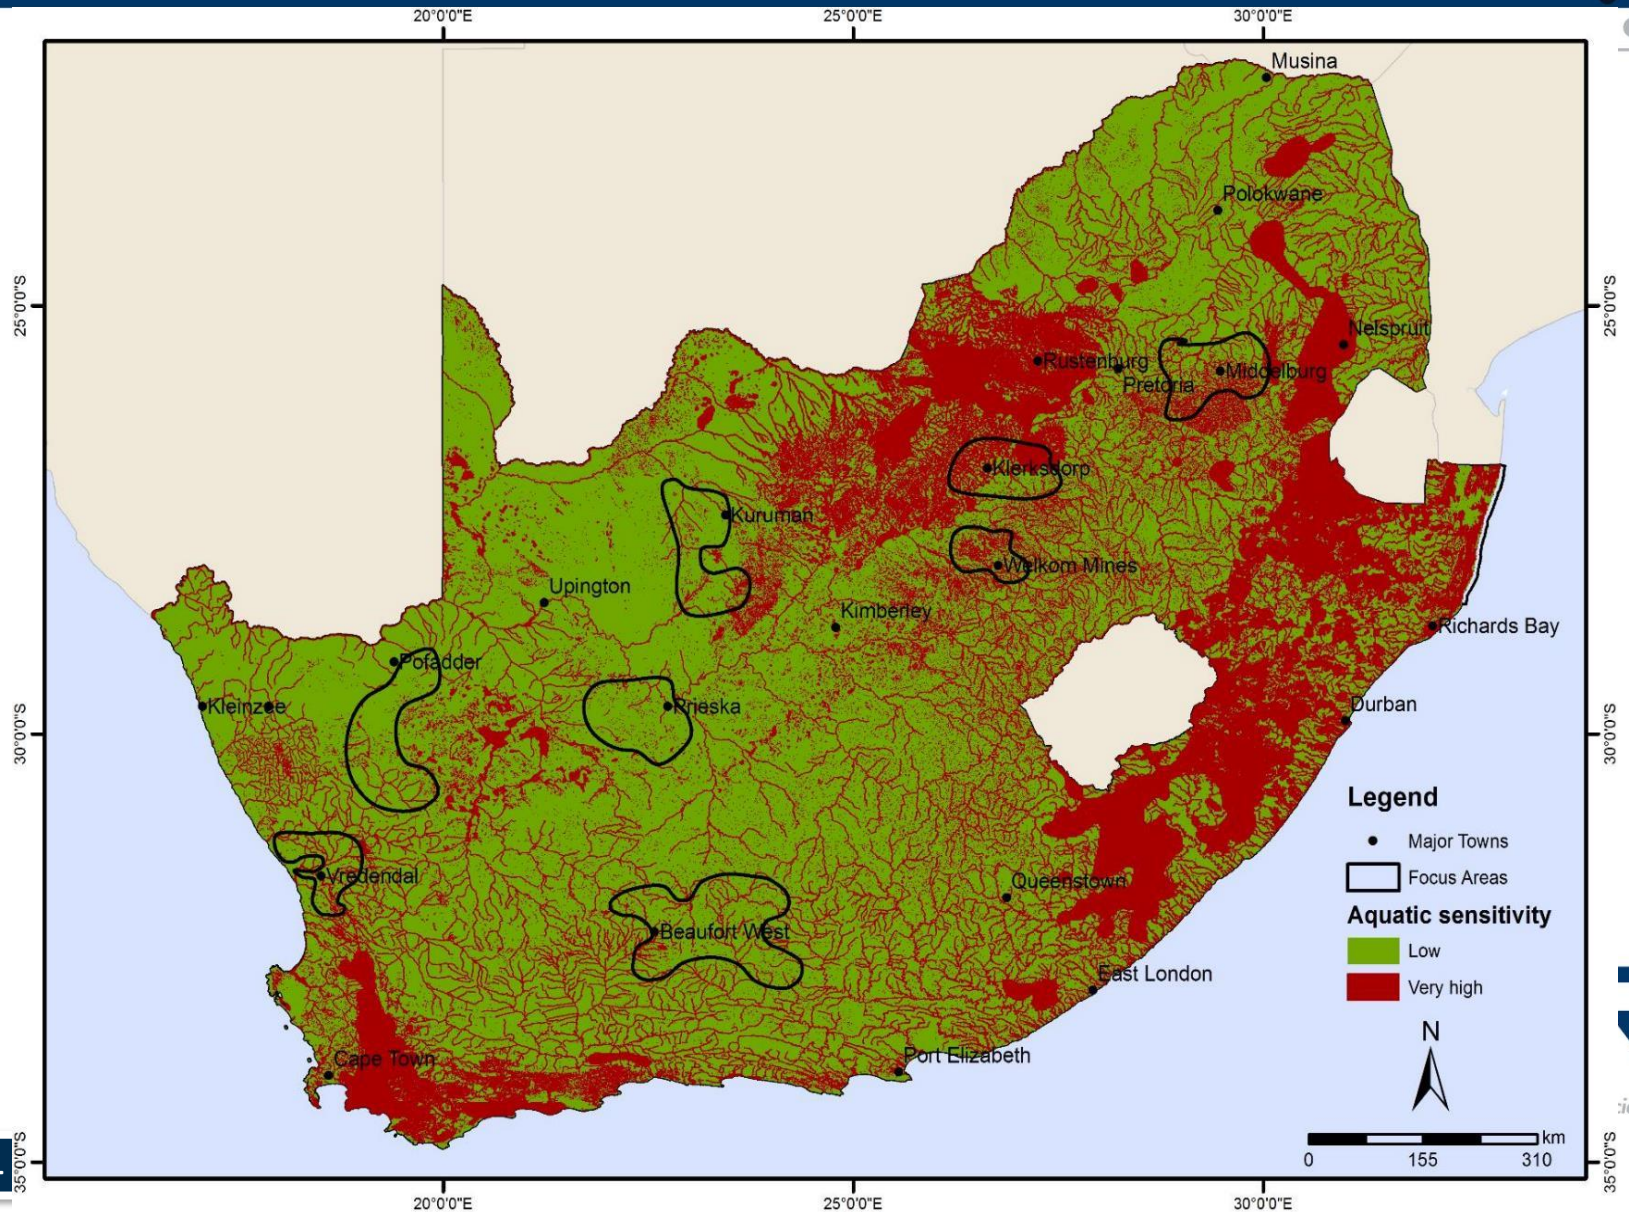 20°0'0"E
25°0'0"E
30°0'0"E
Musina
Polokwane
25°0'0"S
25°0'0"S
Nelspruit
Rustenburg
Pretoria
Middelburg
Klerksdorp
Kuruman
Welkom Mines
Upington
Kimberley
Richards Bay
Pofadder
Kleinzee
Prieska
Durban
30°0'0"S
30°0'0"S
Legend
Major Towns
Focus Areas
Vredendal
Queenstown
Aquatic sensitivity
Beaufort West
Low
East London
Very high
N
Cape Town
Port Elizabeth
km
0 155 310
35°0'0"S
35°0'0"S
20°0'0"E
25°0'0"E
30°0'0"E